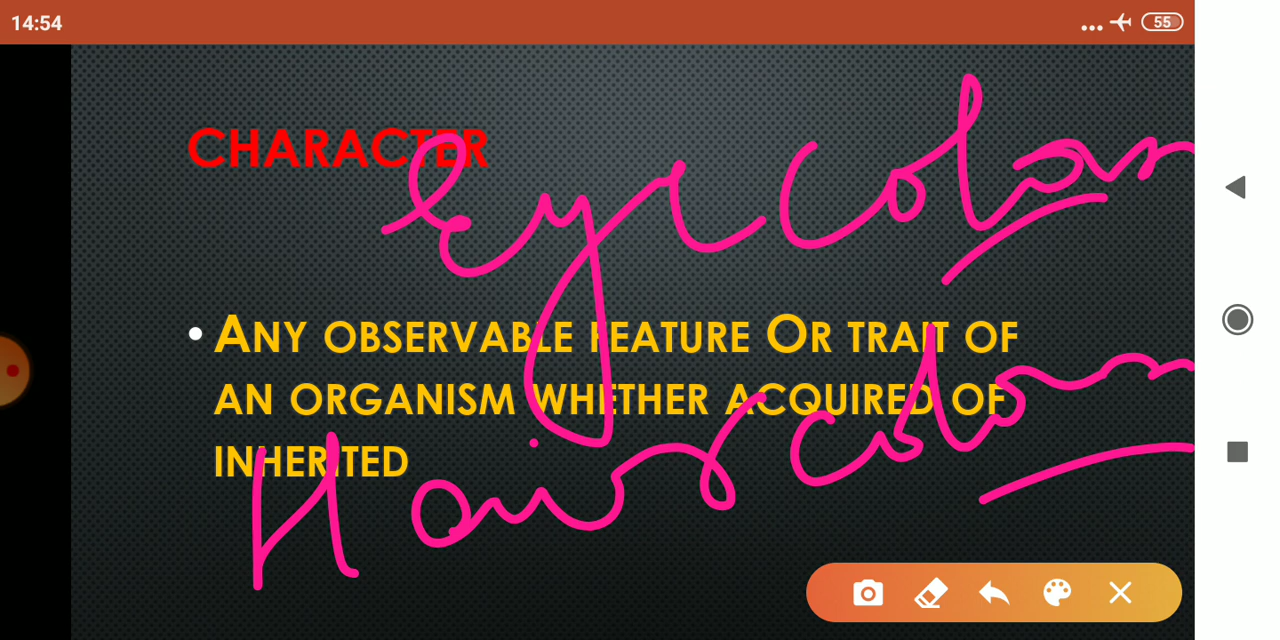 14:54
55
CHARACTER
Eye Colour
• ANY OBSERVABLE FEATURE OR TRAIT OF
AN ORGANISM WHETHER ACQUIRED OF
INHERITED
Hair Colour